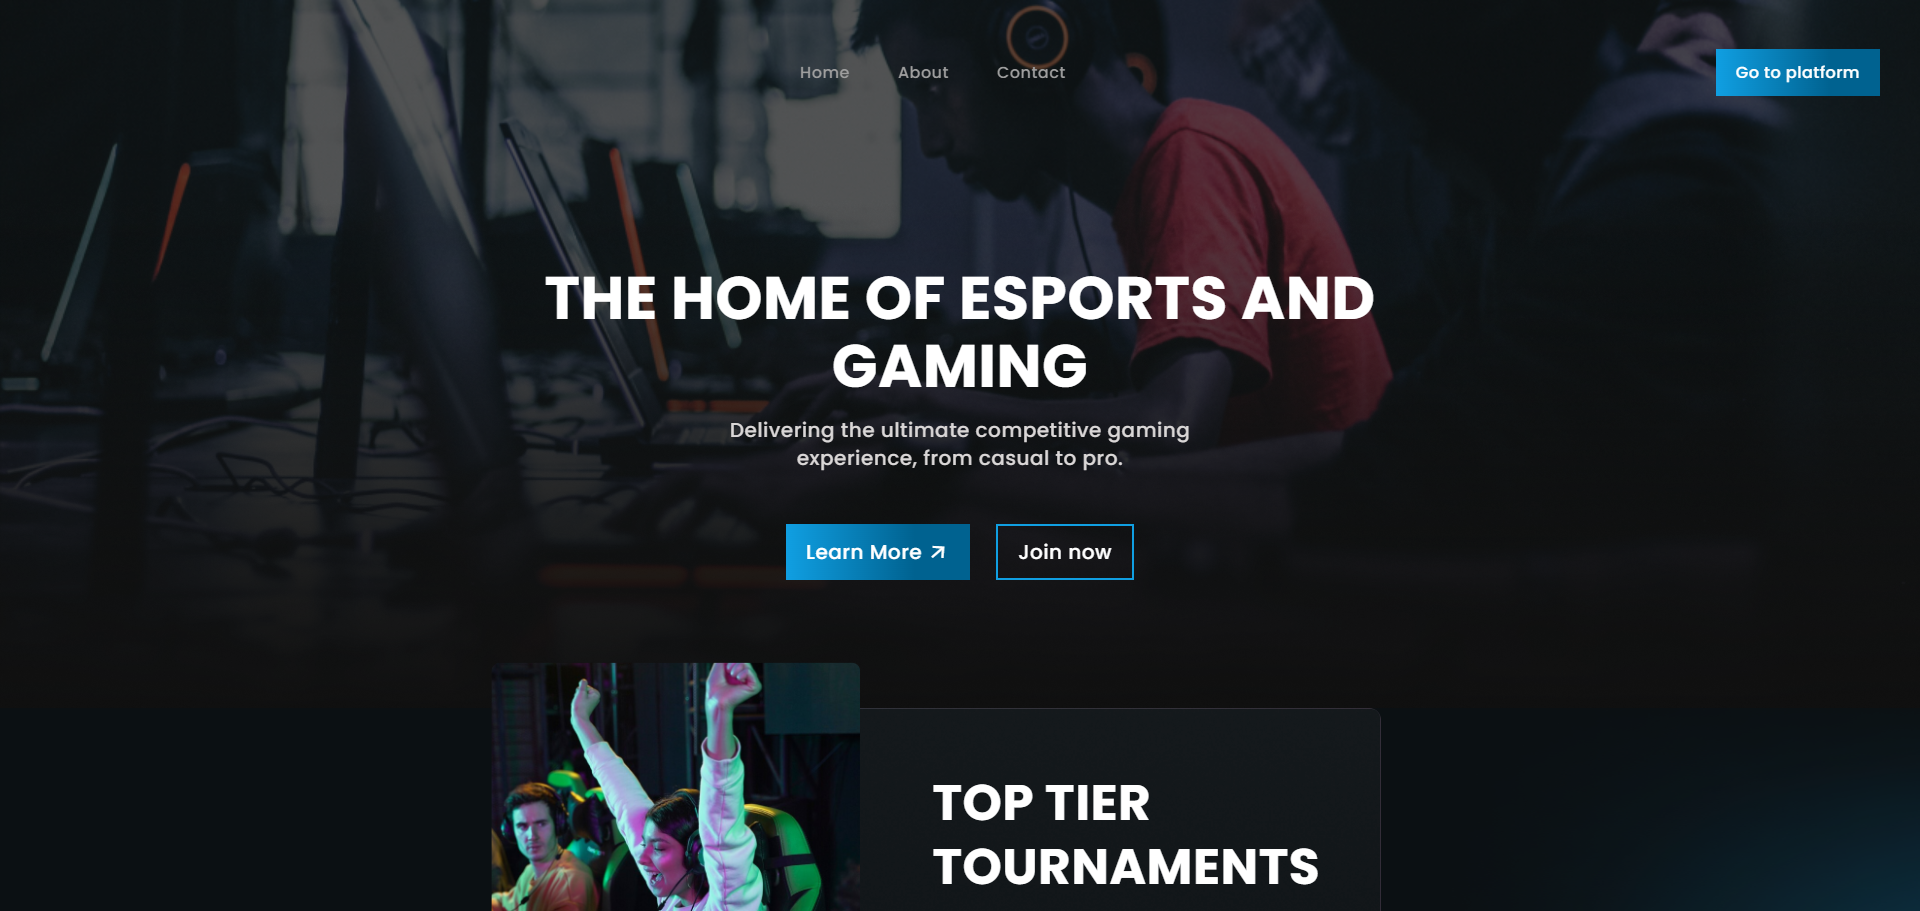 Home About Contact Go to platform
THE HOME OF ESPORTS AND
GAMING
Delivering the ultimate competitive gaming
experience, from casual to pro.
Learn More Join now
TOP TIER
TOURNAMENTS